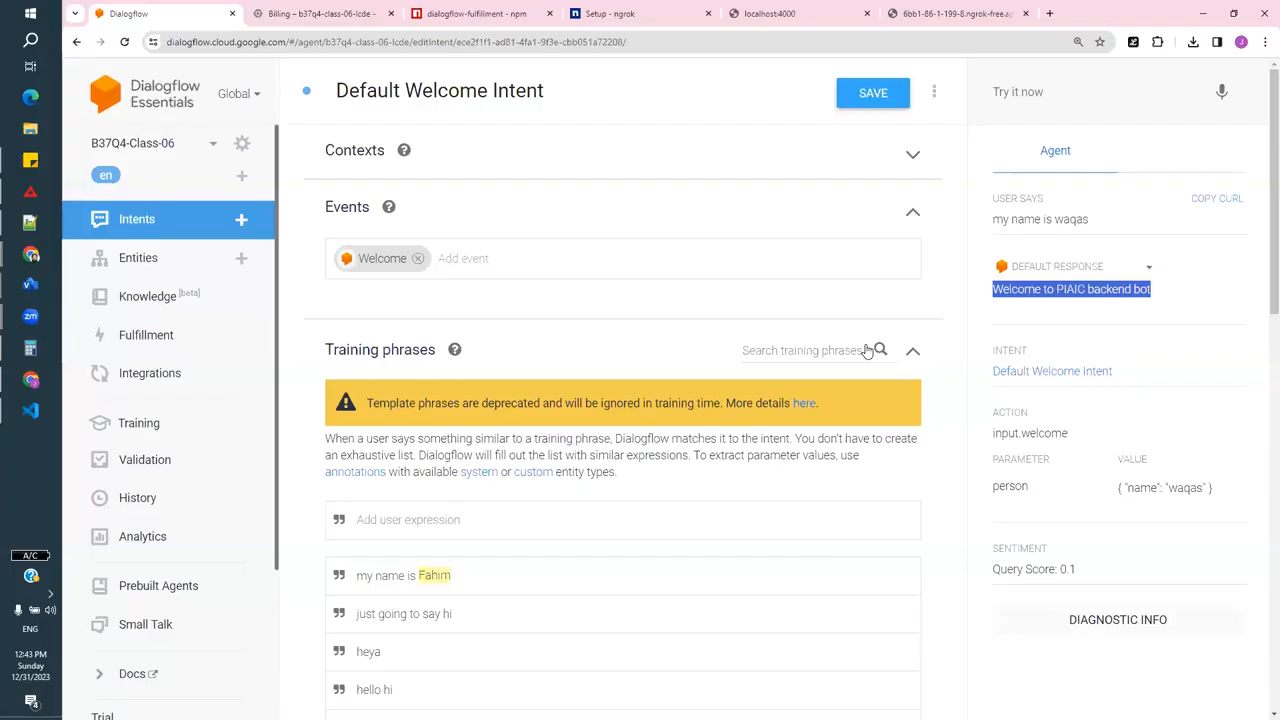 Dialogflow
Billing – b37q4-class-06-lcde -
dialogflow-fulfillment - npm
Setup - ngrok
localhost:4000
6bb1-86-199-8.ngrok-free.ap
dialogflow.cloud.google.com/#/agent/b37q4-class-06-lcde/editIntent/ece2f1f1-ad81-4fa1-9f3e-cbb051a72208/
Dialogflow
Essentials
Global
B37Q4-Class-06
en
Intents
Entities
Knowledge [beta]
Fulfillment
Integrations
Training
Validation
History
Analytics
Prebuilt Agents
Small Talk
Docs
Trial
Default Welcome Intent
SAVE
Contexts
Events
Welcome
Add event
Training phrases
Search training phrases
Template phrases are deprecated and will be ignored in training time. More details here.
When a user says something similar to a training phrase, Dialogflow matches it to the intent. You don't have to create
an exhaustive list. Dialogflow will fill out the list with similar expressions. To extract parameter values, use
annotations with available system or custom entity types.
Add user expression
my name is Fahim
just going to say hi
heya
hello hi
Try it now
Agent
USER SAYS
COPY CURL
my name is waqas
DEFAULT RESPONSE
Welcome to PIAIC backend bot
INTENT
Default Welcome Intent
ACTION
input.welcome
PARAMETER
VALUE
person
{ "name": "waqas" }
SENTIMENT
Query Score: 0.1
DIAGNOSTIC INFO
A/C
zm
ENG
12:43 PM
Sunday
12/31/2023
4
J